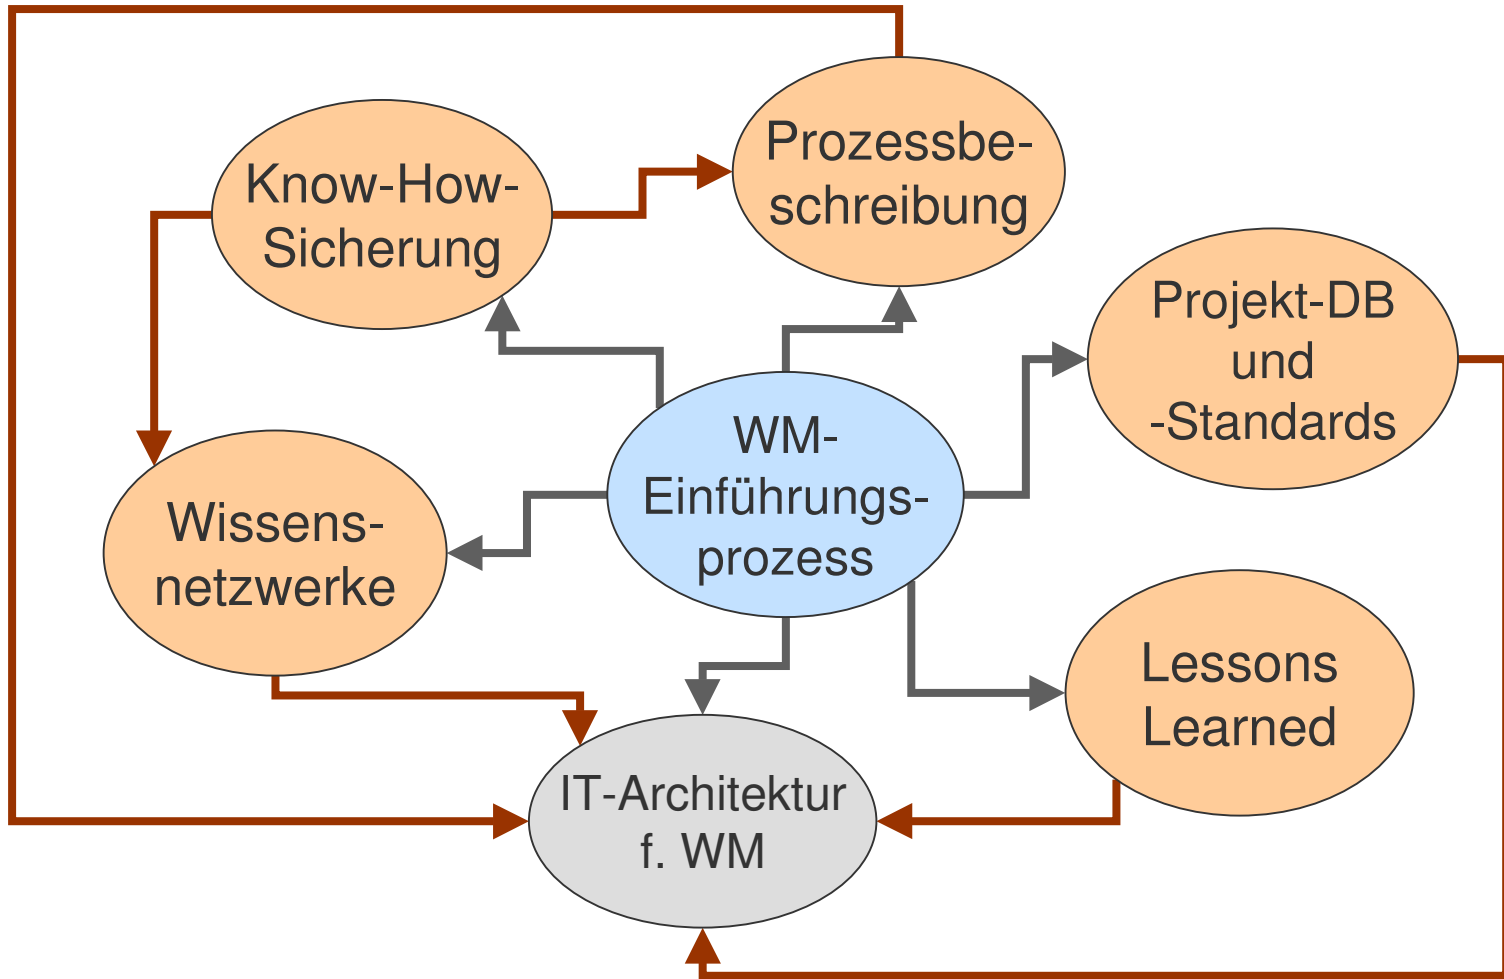 Prozessbe-
schreibung
Know-How-
Sicherung
Projekt-DB
und
-Standards
WM-
Einführungs-
prozess
Wissens-
netzwerke
Lessons
Learned
IT-Architektur
f. WM